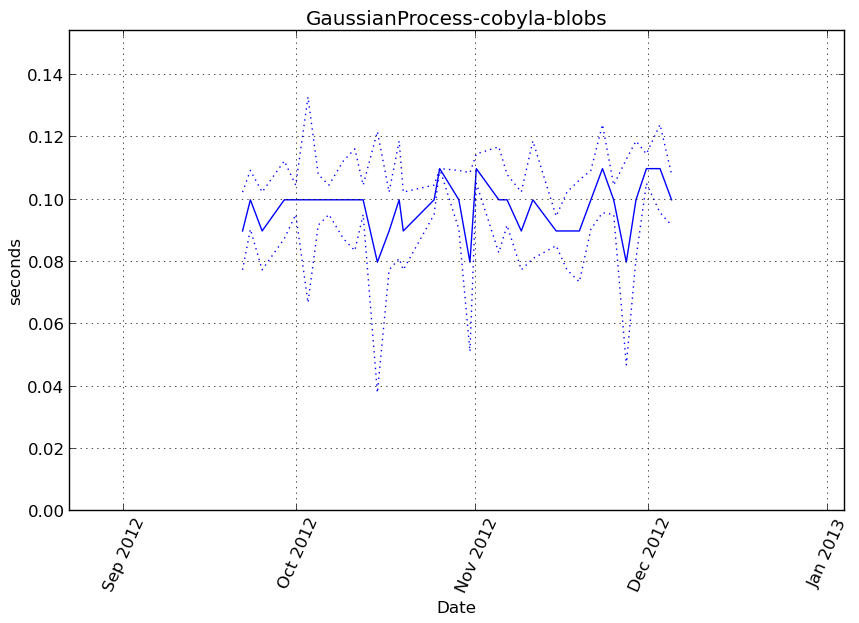 GaussianProcess-cobyla-blobs
0.14
0.12
0.10
0.08
0.06
0.04
0.02
0.00
seconds
Sep 2012
Oct 2012
Nov 2012
Dec 2012
Jan 2013
Date